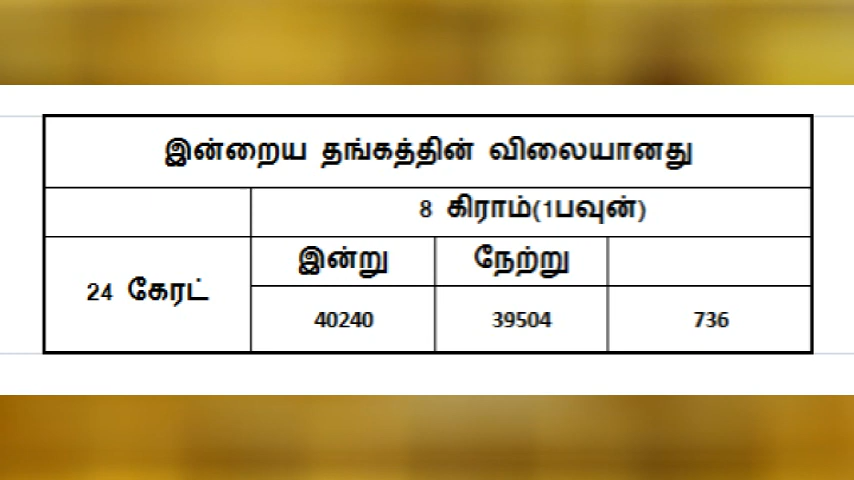 இன்றைய தங்கத்தின் விலையானது
8 கிராம்(1பவுன்)
24 கேரட்
இன்று நேற்று
40240 39504 736